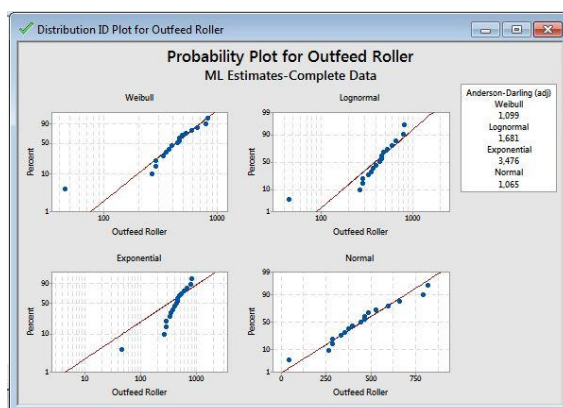 Distribution ID Plot for Outfeed Roller
Probability Plot for Outfeed Roller
ML Estimates-Complete Data
Weibull
Percent
90
50
10
1
100
1000
Outfeed Roller
Lognormal
Percent
99
90
50
10
1
100
1000
Outfeed Roller
Anderson-Darling (adj)
Weibull
1,099
Lognormal
1,681
Exponential
3,476
Normal
1,065
Exponential
Percent
90
50
10
1
10
100
1000
Outfeed Roller
Normal
Percent
99
90
50
10
1
0
250
500
750
Outfeed Roller